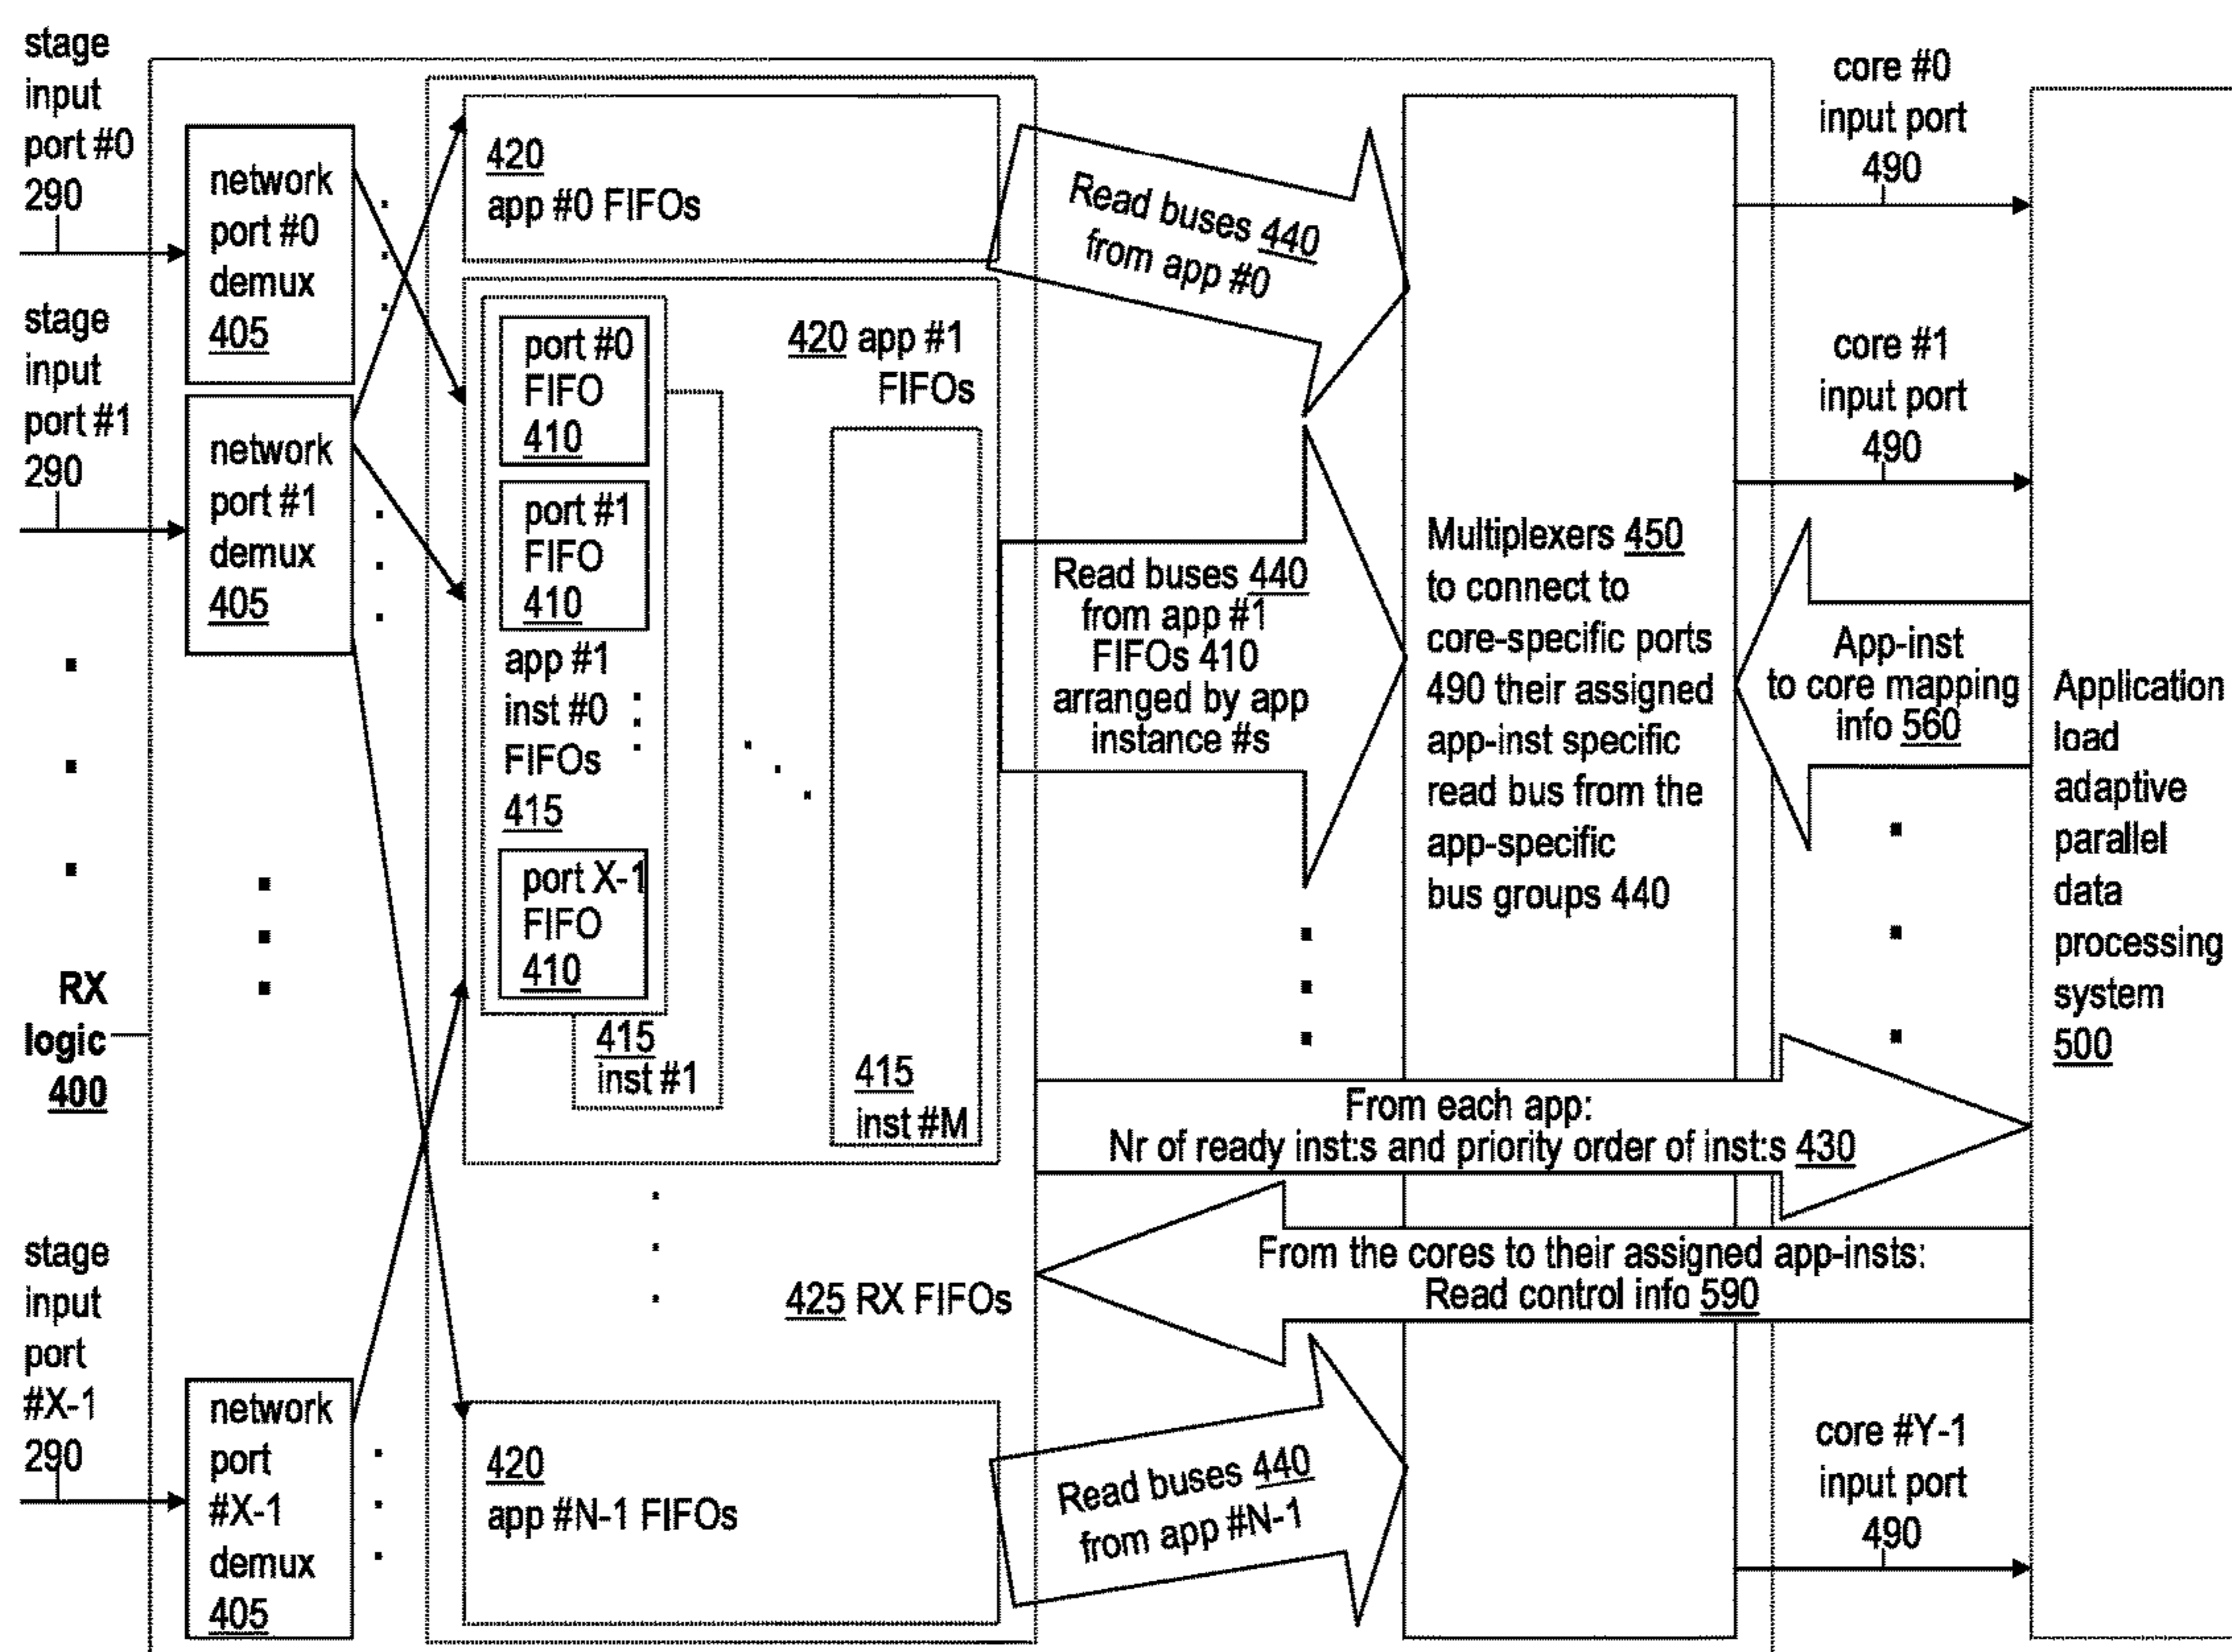 stage
input
port #0
290
stage
input
port #1
290
RX
logic
400
stage
input
port
#X-1
290
network
port #0
demux
405
network
port #1
demux
405
network
port
#X-1
demux
405
420
app #0 FIFOs
420 app #1
FIFOs
port #0
FIFO
410
port #1
FIFO
410
app #1
inst #0
FIFOs
415
port X-1
FIFO
410
415
inst #1
415
inst #M
425 RX FIFOs
420
app #N-1 FIFOs
Read buses 440
from app #0
Read buses 440
from app #1
FIFOs 410
arranged by app
instance #s
Read buses 440
from app #N-1
Multiplexers 450
to connect to
core-specific ports
490 their assigned
app-inst specific
read bus from the
app-specific
bus groups 440
From each app:
Nr of ready inst:s and priority order of inst:s 430
From the cores to their assigned app-insts:
Read control info 590
core #0
input port
490
core #1
input port
490
App-inst
to core mapping
info 560
core #Y-1
input port
490
Application
load
adaptive
parallel
data
processing
system
500